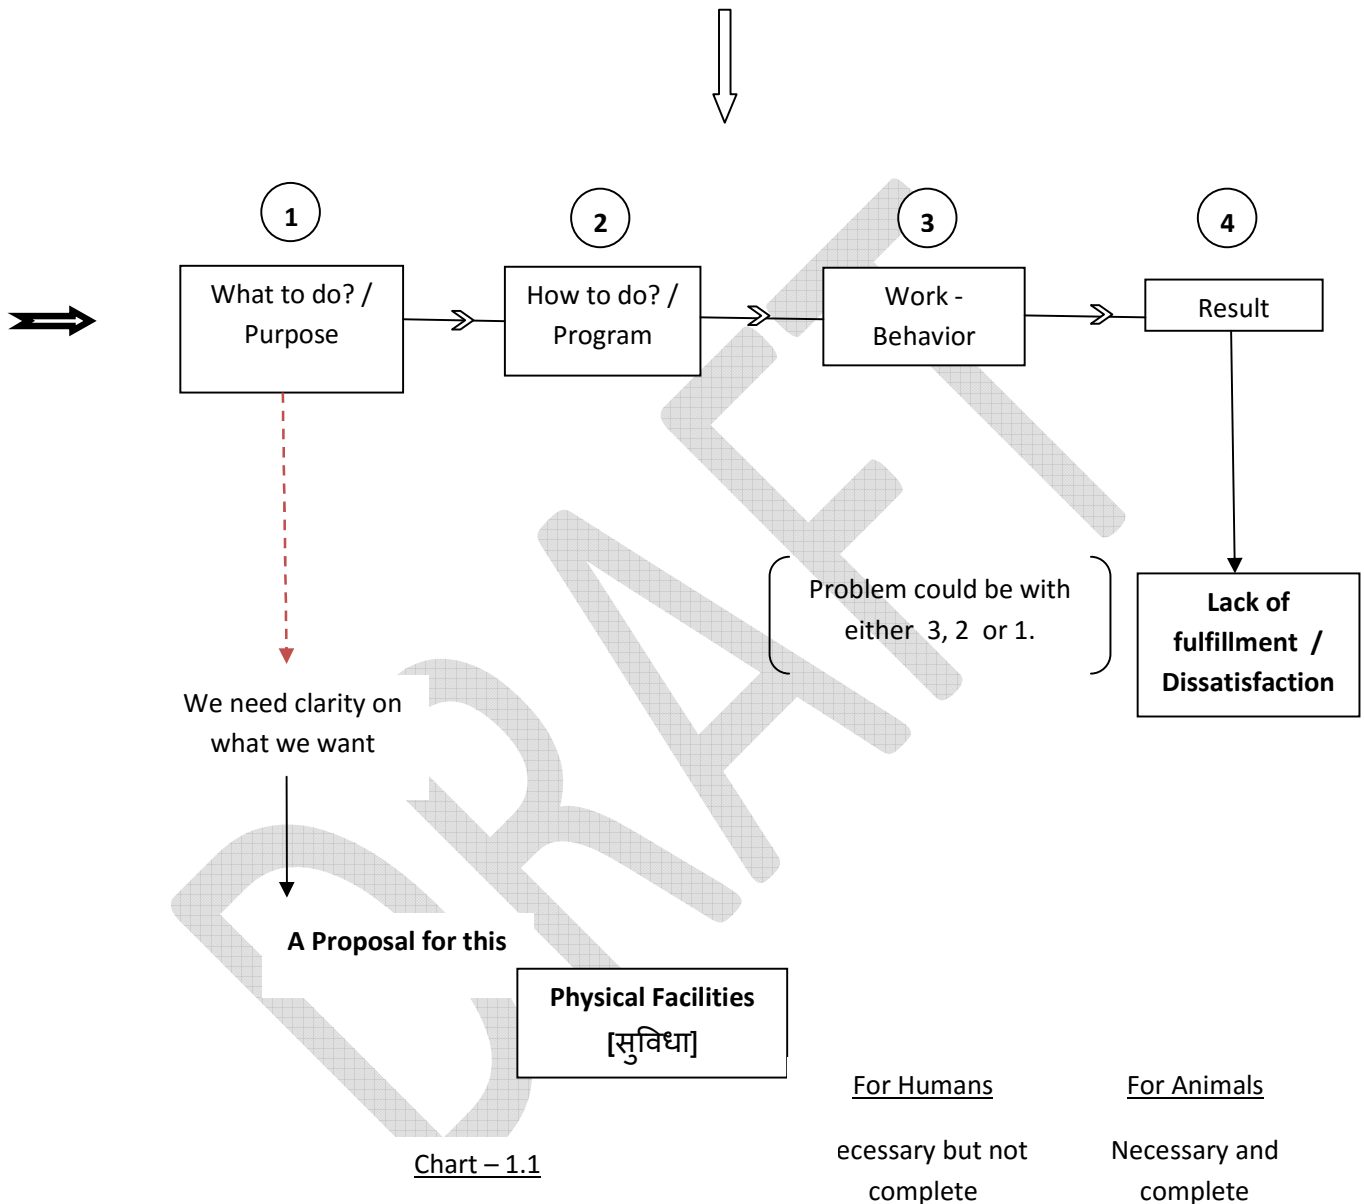 1
2
3
4
What to do? /
Purpose
How to do? /
Program
Work -
Behavior
Result
Problem could be with
either 3, 2 or 1.
Lack of
fulfillment /
Dissatisfaction
We need clarity on
what we want
A Proposal for this
Physical Facilities
[सुविधा]
For Humans
For Animals
ecessary but not
complete
Necessary and
complete
Chart – 1.1
DRAFT